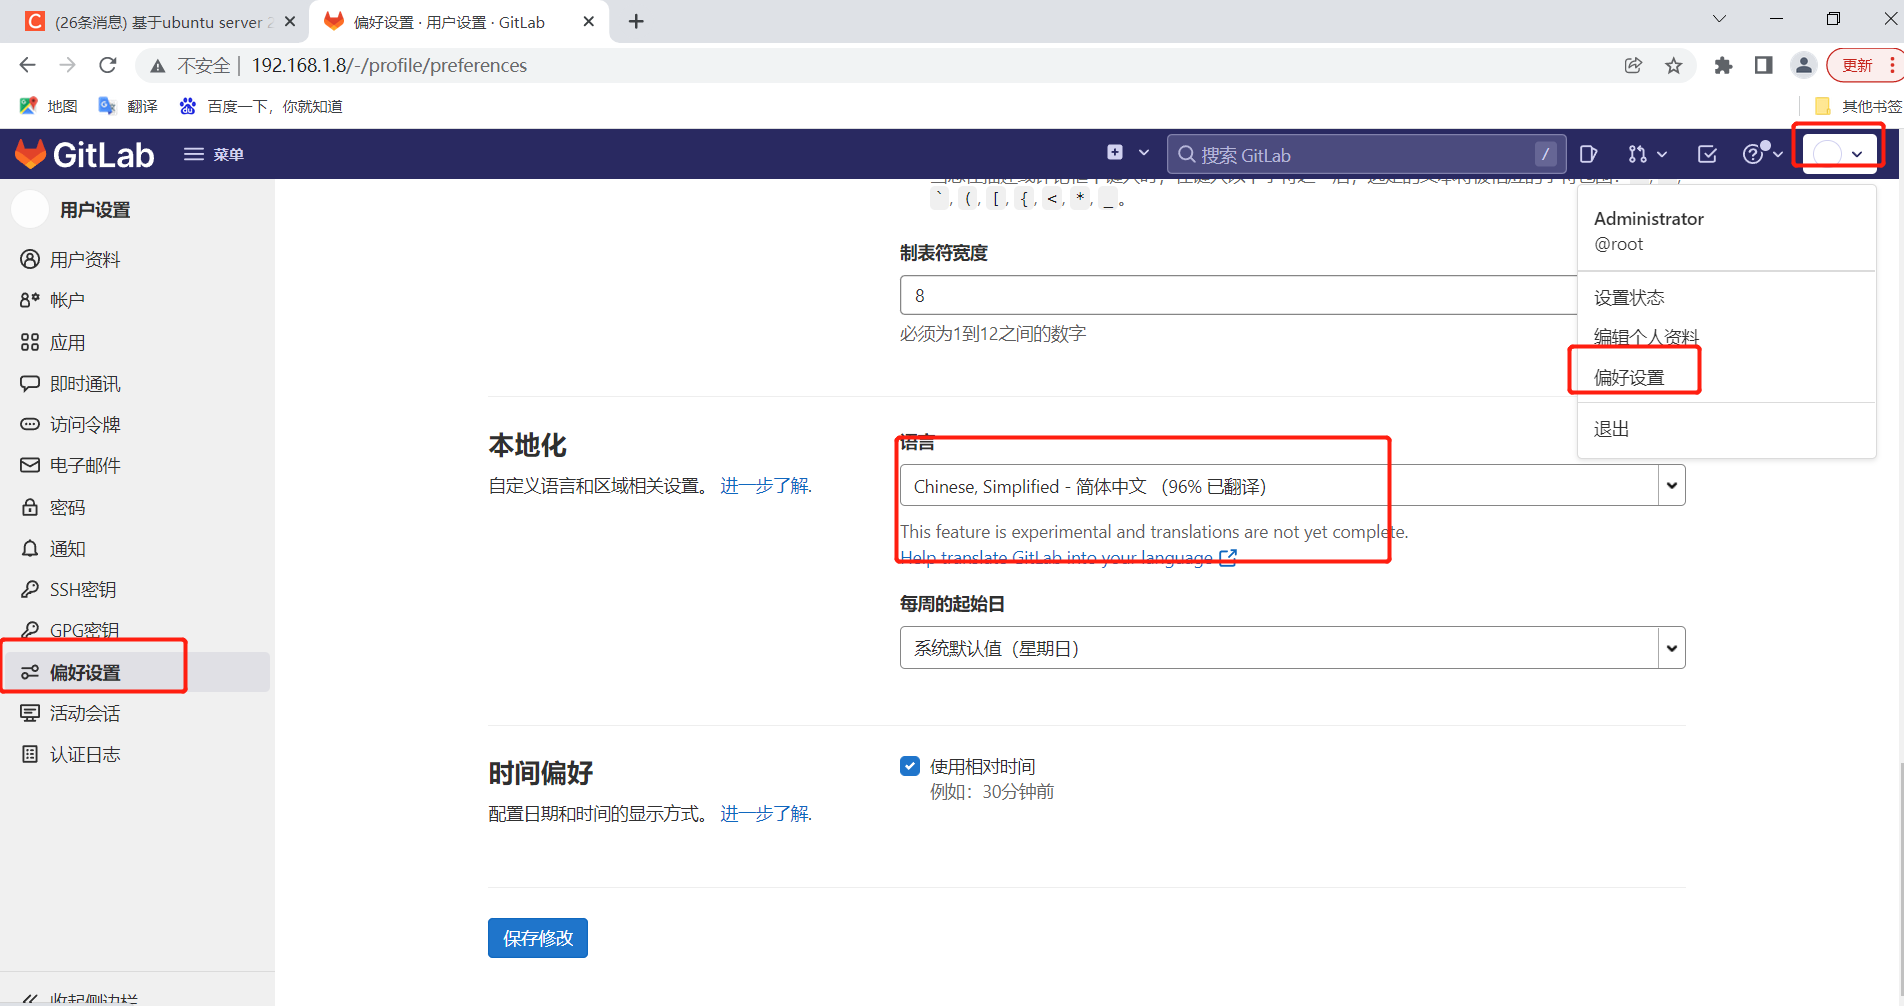 (26条消息) 基于ubuntu server 2
偏好设置 · 用户设置 · GitLab
不安全
192.168.1.8/-/profile/preferences
更新
地图
翻译
百度一下，你就知道
其他书签
GitLab
菜单
搜索 GitLab
/
用户设置
用户资料
帐户
应用
即时通讯
访问令牌
电子邮件
密码
通知
SSH密钥
GPG密钥
偏好设置
活动会话
认证日志
收起侧边栏
`, (, [, {, <, *, _。
制表符宽度
8
必须为1到12之间的数字
本地化
自定义语言和区域相关设置。 进一步了解.
语言
Chinese, Simplified - 简体中文 （96% 已翻译）
This feature is experimental and translations are not yet complete.
Help translate GitLab into your language
每周的起始日
系统默认值（星期日）
时间偏好
配置日期和时间的显示方式。 进一步了解.
使用相对时间
例如：30分钟前
保存修改
Administrator
@root
设置状态
编辑个人资料
偏好设置
退出